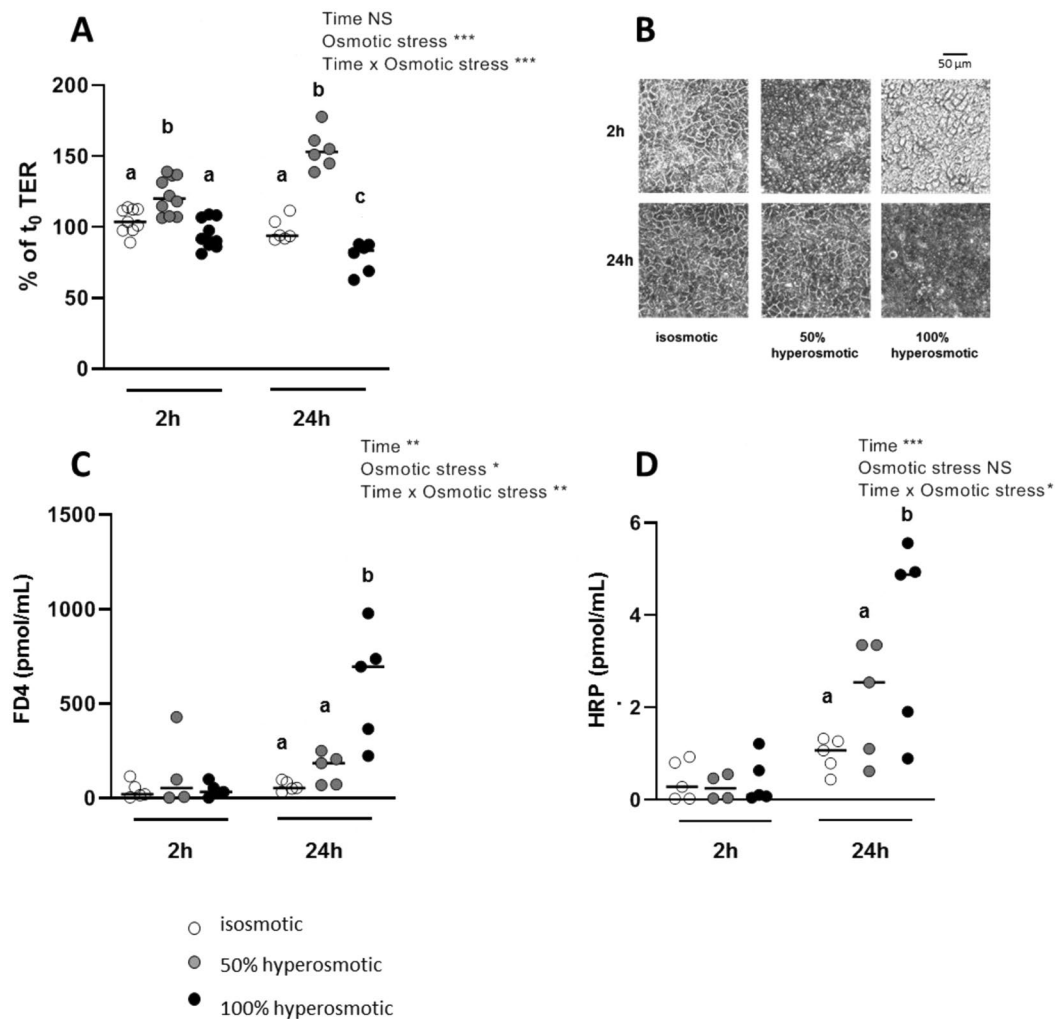 A
Time NS
Osmotic stress ***
Time x Osmotic stress ***
% of t₀ TER
200
150
100
50
0
a
b
a
a
b
c
2h
24h
B
50 µm
2h
24h
isosmotic
50%
hyperosmotic
100%
hyperosmotic
C
Time **
Osmotic stress *
Time x Osmotic stress **
FD4 (pmol/mL)
1500
1000
500
0
a
a
b
2h
24h
D
Time ***
Osmotic stress NS
Time x Osmotic stress *
HRP (pmol/mL)
6
4
2
0
a
a
b
2h
24h
isosmotic
50% hyperosmotic
100% hyperosmotic